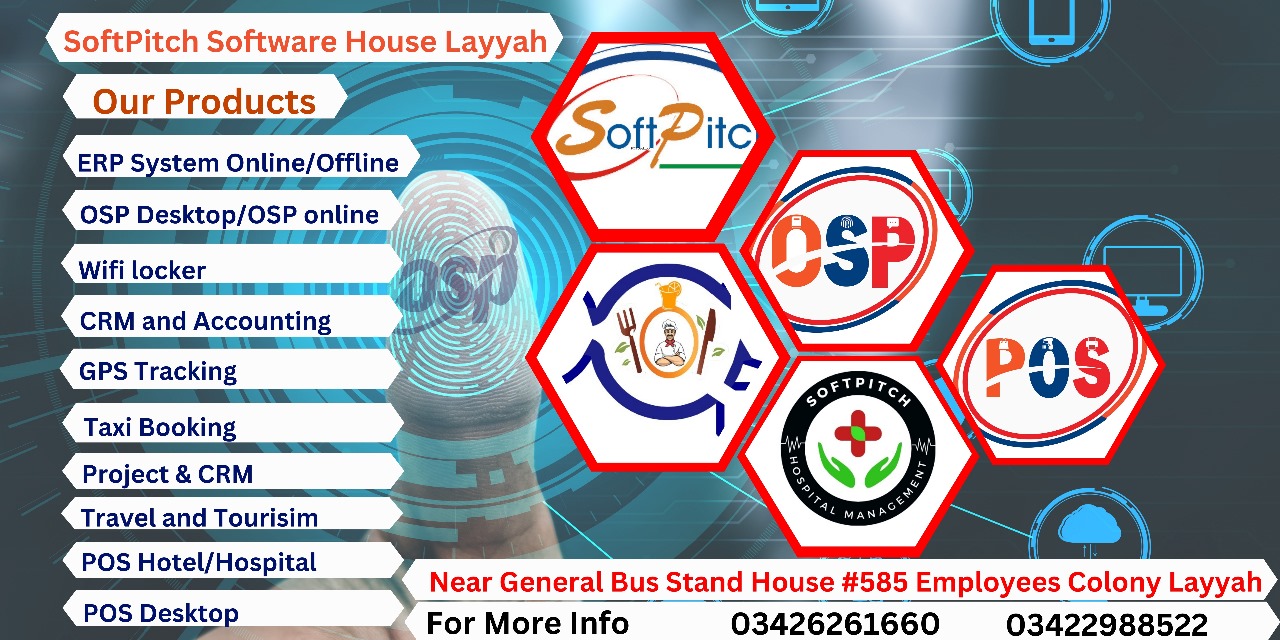 SoftPitch Software House Layyah
Our Products
ERP System Online/Offline
OSP Desktop/OSP online
Wifi locker
CRM and Accounting
GPS Tracking
Taxi Booking
Project & CRM
Travel and Tourisim
POS Hotel/Hospital
POS Desktop
SoftPitc
OSP
POS
SOFTPITCH
HOSPITAL MANAGEMENT
osp
Near General Bus Stand House #585 Employees Colony Layyah
For More Info 03426261660 03422988522